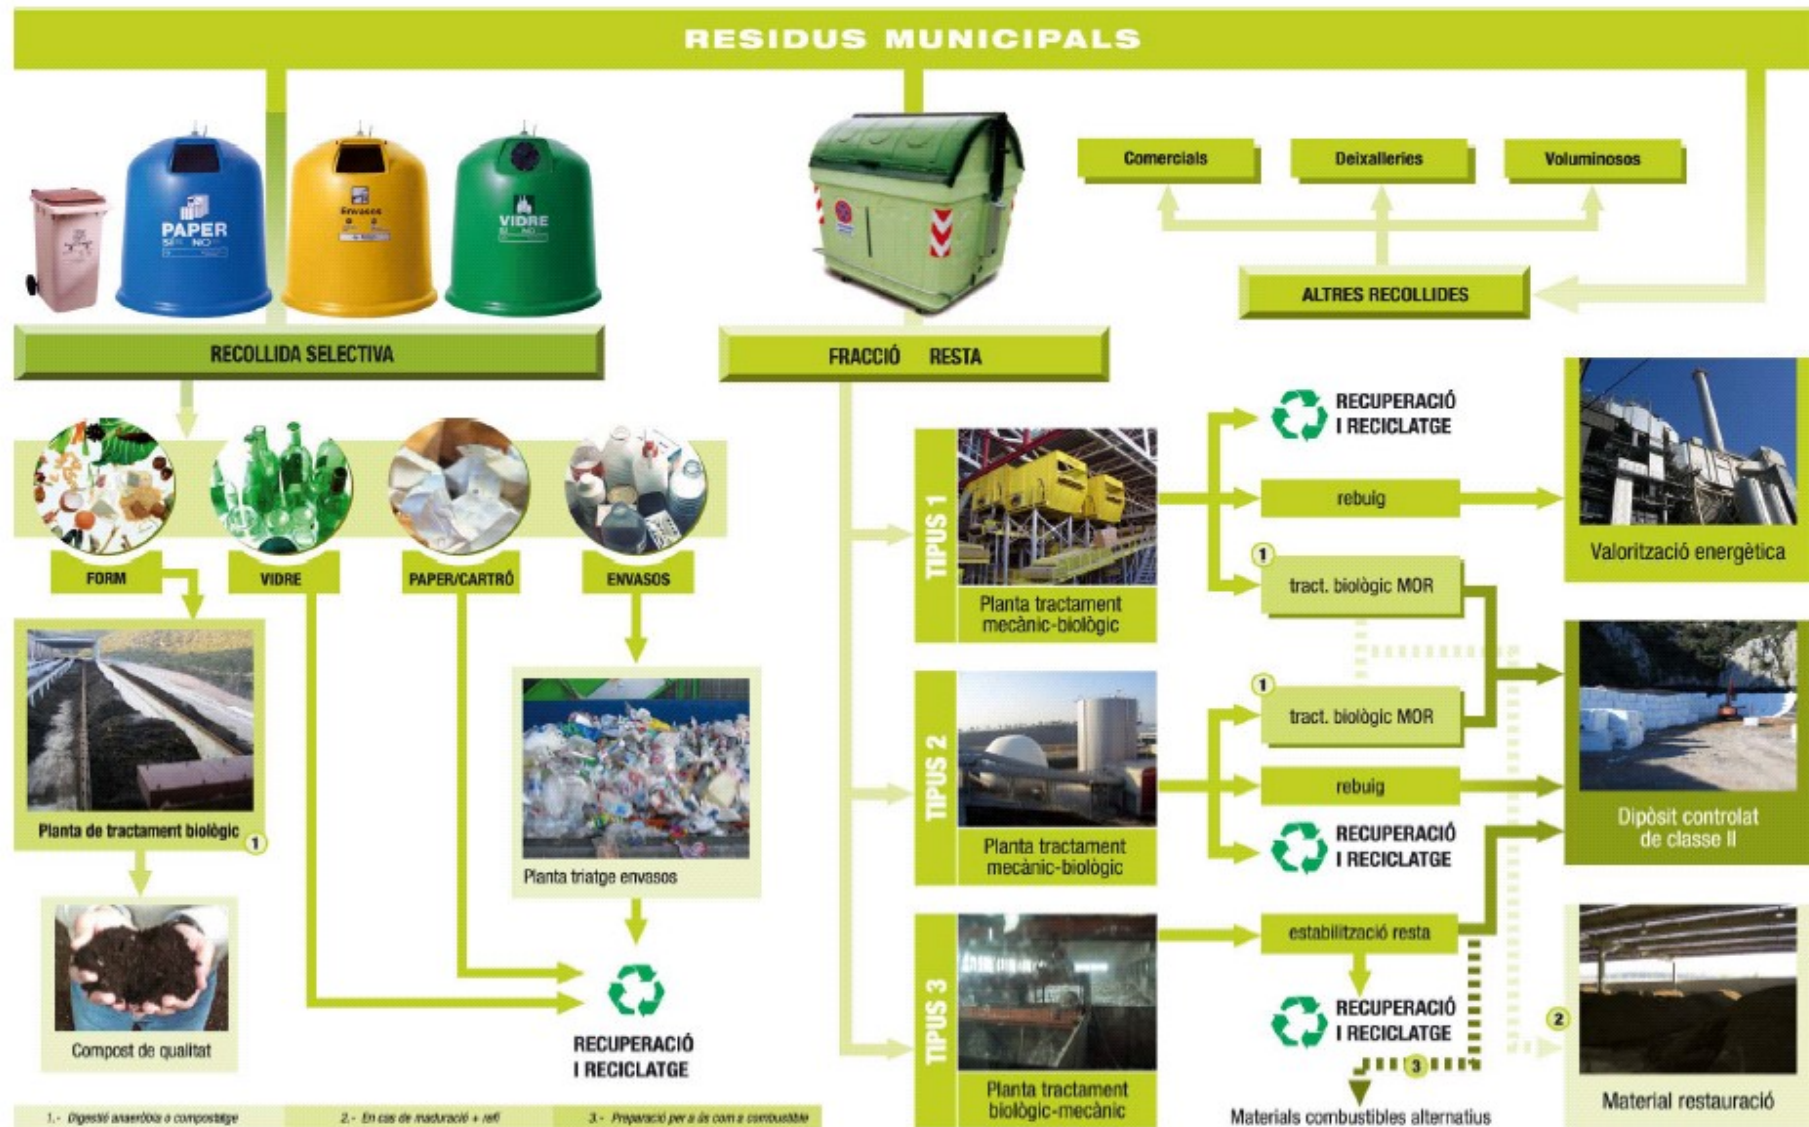 RESIDUS MUNICIPALS
PAPER
SÍ NO
Envasos
VIDRE
SÍ NO
Comercials
Deixalleries
Voluminosos
ALTRES RECOLLIDES
RECOLLIDA SELECTIVA
FRACCIÓ RESTA
FORM
VIDRE
PAPER/CARTRÓ
ENVASOS
Planta de tractament biològic
1
Compost de qualitat
Planta triatge envasos
RECUPERACIÓ
I RECICLATGE
TIPUS 1
Planta tractament
mecànic-biològic
RECUPERACIÓ
I RECICLATGE
rebuig
1
tract. biològic MOR
Valorització energètica
TIPUS 2
Planta tractament
mecànic-biològic
1
tract. biològic MOR
rebuig
RECUPERACIÓ
I RECICLATGE
Dipòsit controlat
de classe II
TIPUS 3
Planta tractament
biològic-mecànic
estabilització resta
RECUPERACIÓ
I RECICLATGE
3
Materials combustibles alternatius
2
Material restauració
1.- Digestió anaeròbia o compostatge
2.- En cas de maduració + refí
3.- Preparació per a ús com a combustible